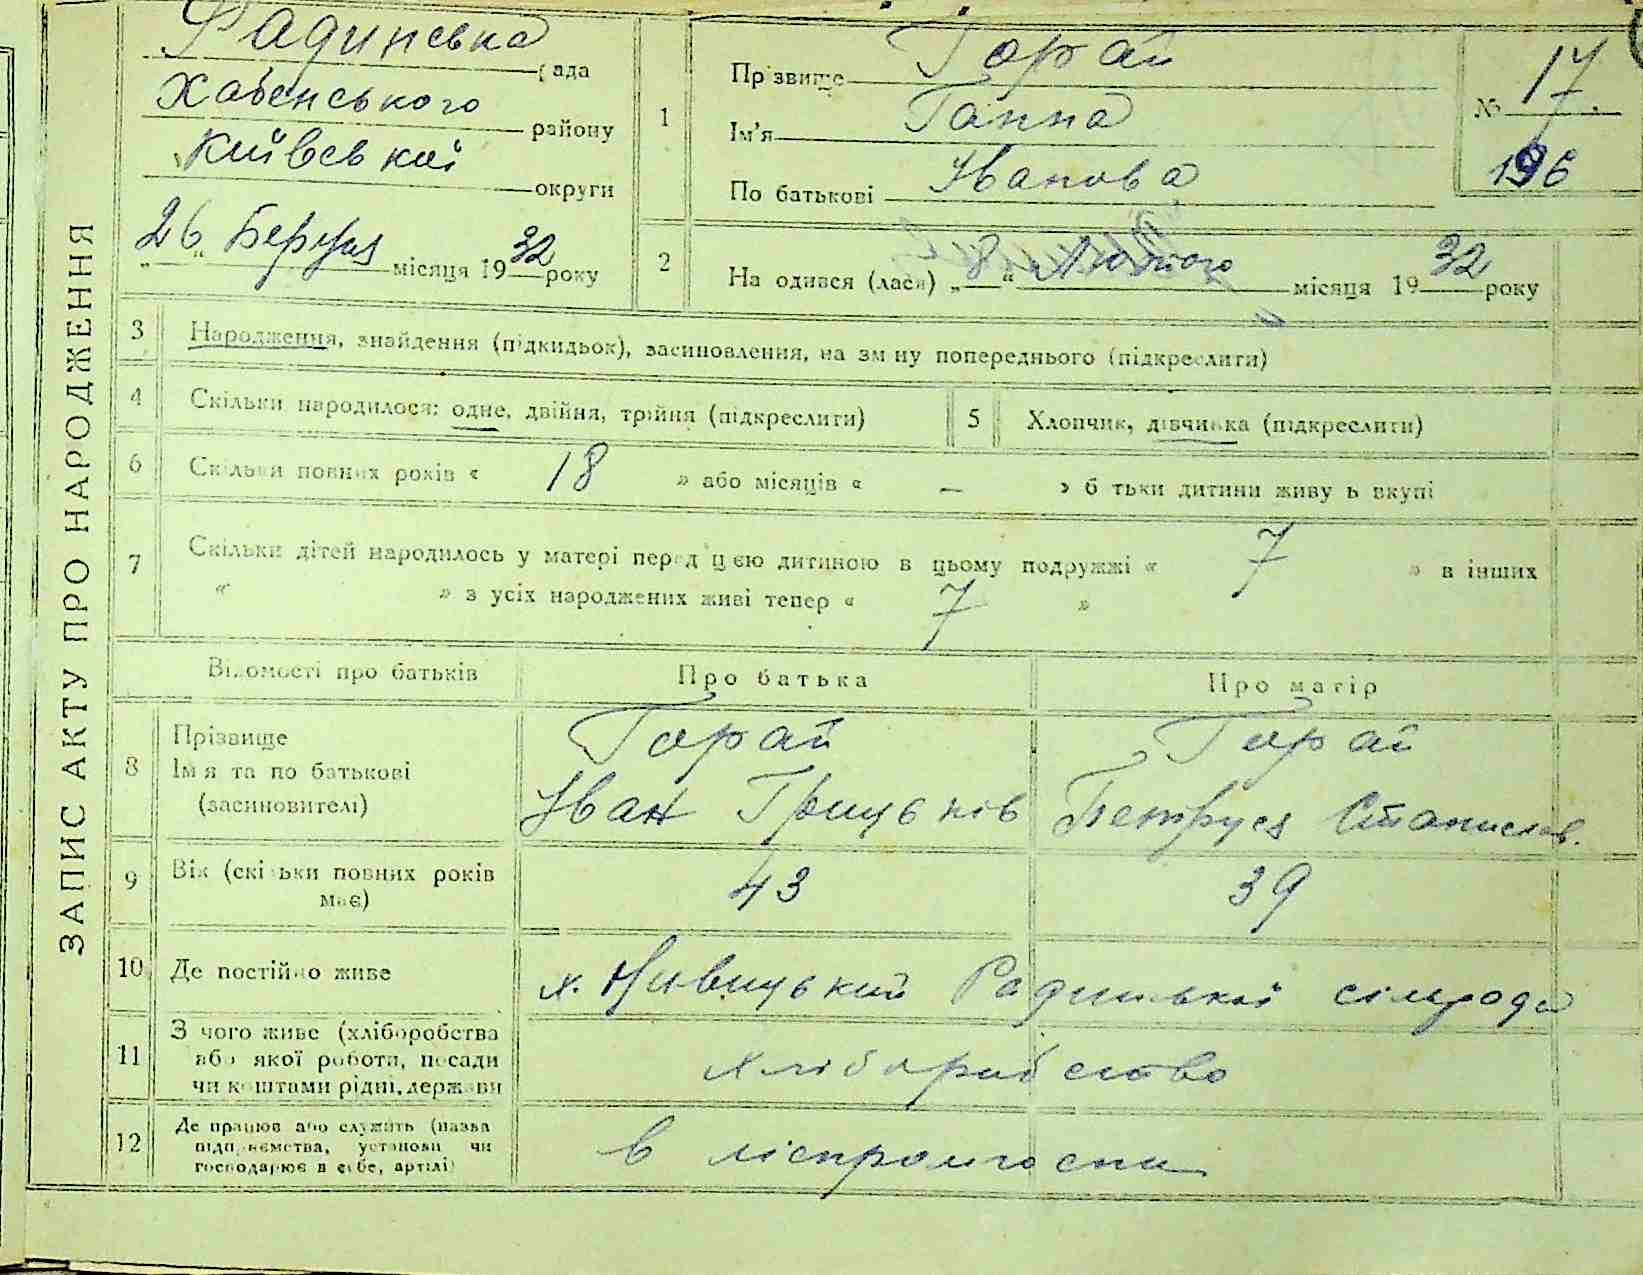 ЗАПИС АКТУ ПРО НАРОДЖЕННЯ
Радинська
рада
Хабенського
району
Київської
округи
„26“ Березня місяця 1932 року
1
Прізвище Горай
Ім'я Ганна
По батькові Іванова
№ 17
196
2
Народився (лася) „8“ Лютого місяця 1932 року
3 Народження, знайдення (підкидьок), засиновлення, на зміну попереднього (підкреслити)
4 Скільки народилося: одне, двійня, трійня (підкреслити)
5 Хлопчик, дівчинка (підкреслити)
6 Скільки повних років « 18 » або місяців « – » батьки дитини живуть вкупі
7 Скільки дітей народилось у матері перед цією дитиною в цьому подружжі « 7 » в інших
« » з усіх народжених живі тепер « 7 »
Відомості про батьків Про батька Про матір
8 Прізвище
Ім'я та по батькові
(засиновителі)
Горай
Іван Грицьків
Горай
Петруся Станислав.
9 Вік (скільки повних років
має)
43 39
10 Де постійно живе
х. Нивицький Радинської сільради
11 З чого живе (хліборобства
або якої роботи, посади
чи коштами рідні, держави
хліборобство
12 Де працює або служить (назва
підприємства, установи чи
господарює в себе, артілі)
в ліспромгоспі